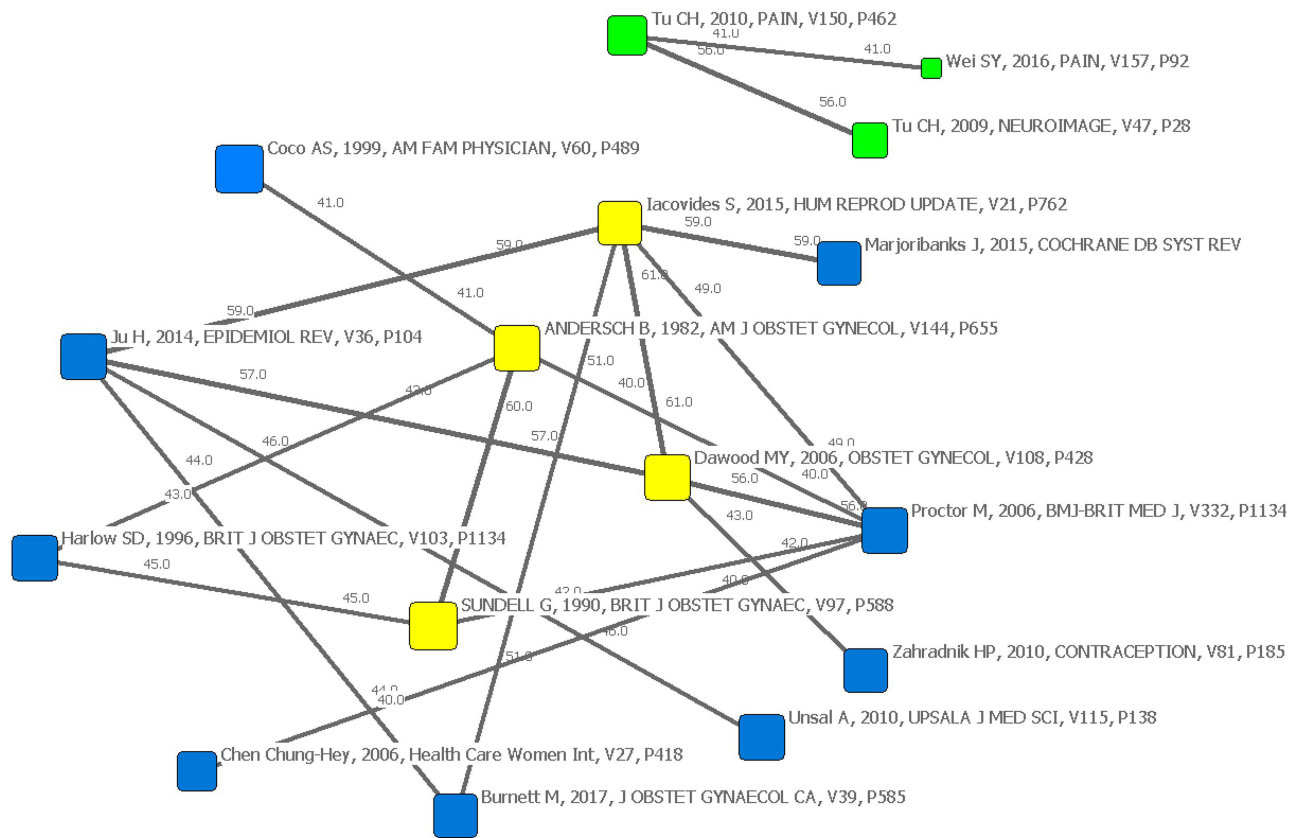 Tu CH, 2010, PAIN, V150, P462
41.0
56.0
41.0
Wei SY, 2016, PAIN, V157, P92
56.0
Tu CH, 2009, NEUROIMAGE, V47, P28
Coco AS, 1999, AM FAM PHYSICIAN, V60, P489
41.0
Iacovides S, 2015, HUM REPROD UPDATE, V21, P762
59.0
59.0
59.0
Marjoribanks J, 2015, COCHRANE DB SYST REV
61.0
49.0
41.0
59.0
ANDERSCH B, 1982, AM J OBSTET GYNECOL, V144, P655
Ju H, 2014, EPIDEMIOL REV, V36, P104
51.0
57.0
40.0
42.0
60.0
61.0
46.0
57.0
49.0
44.0
Dawood MY, 2006, OBSTET GYNECOL, V108, P428
40.0
56.0
43.0
56.0
43.0
Proctor M, 2006, BMJ-BRIT MED J, V332, P1134
Harlow SD, 1996, BRIT J OBSTET GYNAEC, V103, P1134
42.0
45.0
40.0
42.0
45.0
SUNDELL G, 1990, BRIT J OBSTET GYNAEC, V97, P588
46.0
Zahradnik HP, 2010, CONTRACEPTION, V81, P185
51.0
44.0
40.0
Unsal A, 2010, UPSALA J MED SCI, V115, P138
Chen Chung-Hey, 2006, Health Care Women Int, V27, P418
Burnett M, 2017, J OBSTET GYNAECOL CA, V39, P585